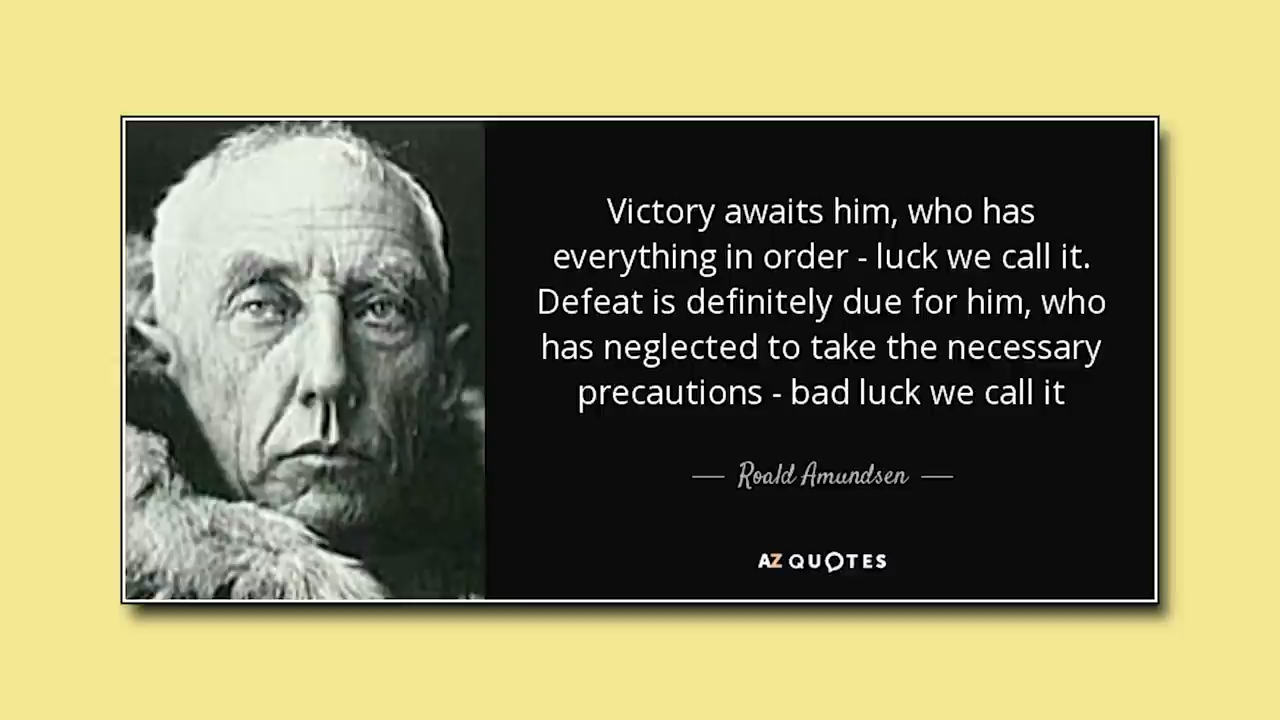 Victory awaits him, who has
everything in order - luck we call it.
Defeat is definitely due for him, who
has neglected to take the necessary
precautions - bad luck we call it
Roald Amundsen
AZ QUOTES